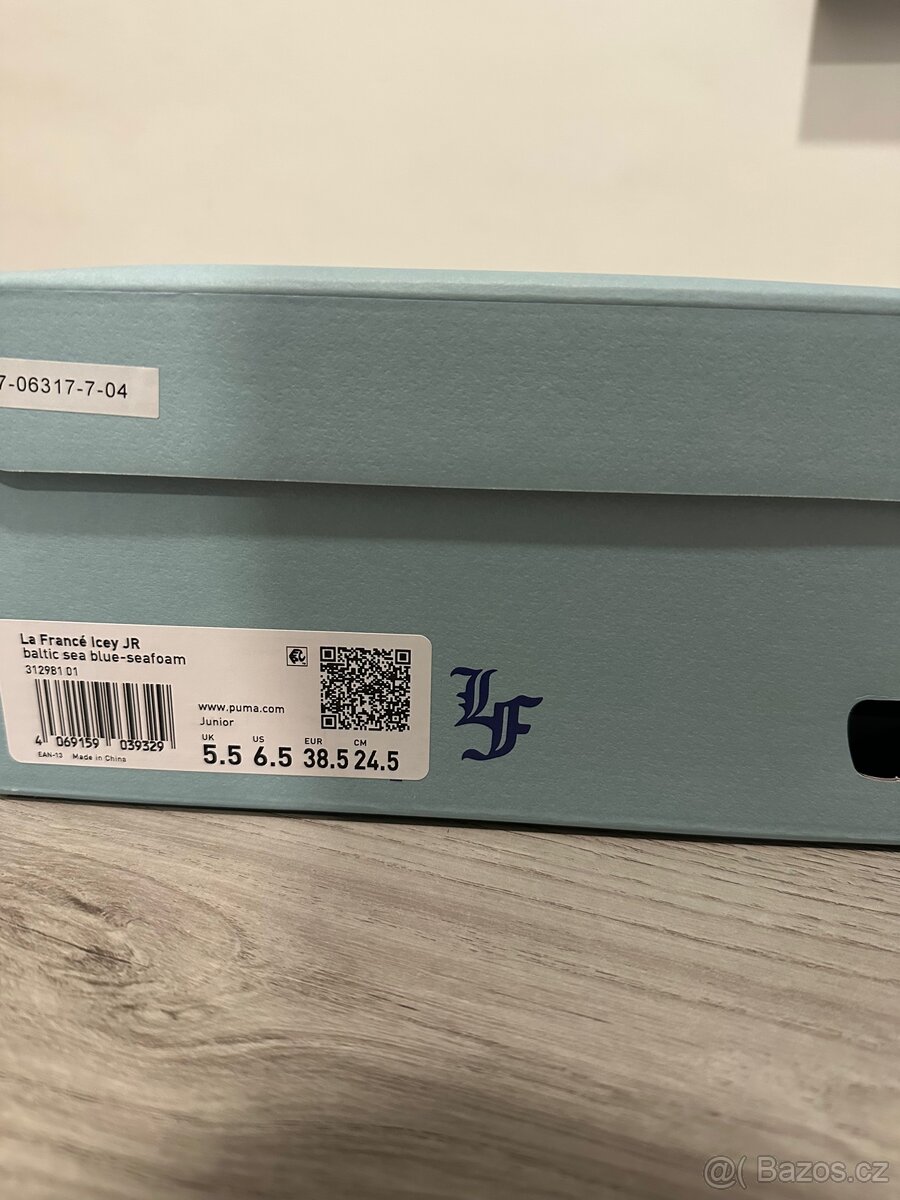 7-06317-7-04
La Francé Icey JR
baltic sea blue-seafoam
3129B1 01
4 069159 039329
EAN-13 Made in China
www.puma.com
Junior
UK US EUR CM
5.5 6.5 38.5 24.5
LF
@( Bazos.cz